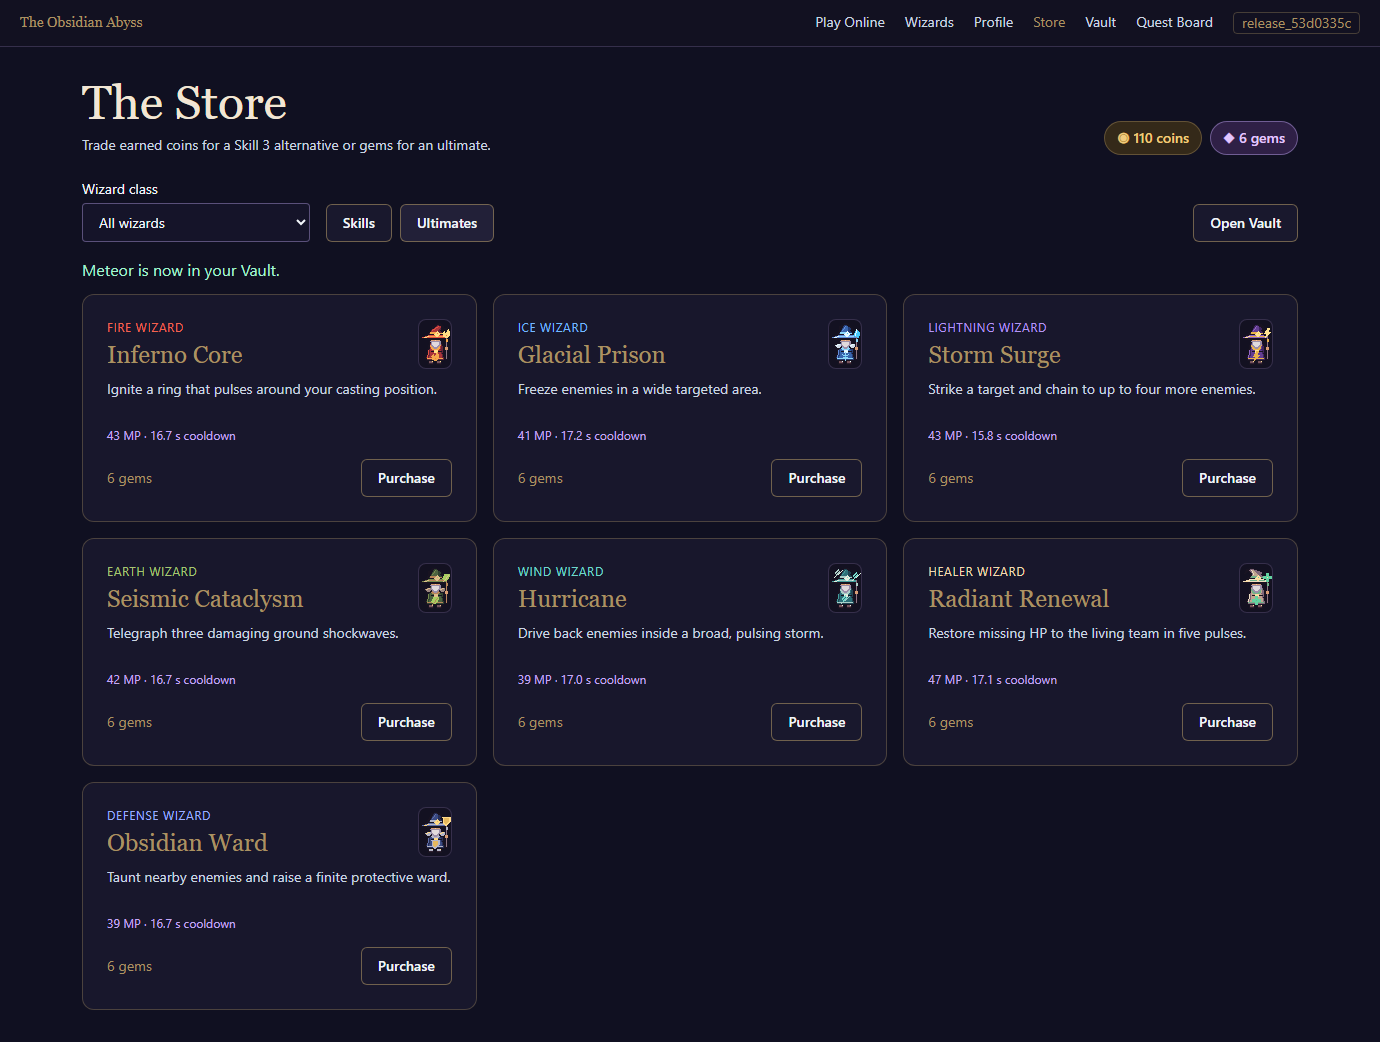 The Obsidian Abyss
Play Online Wizards Profile Store Vault Quest Board release_53d0335c
The Store
Trade earned coins for a Skill 3 alternative or gems for an ultimate.
110 coins
6 gems
Wizard class
All wizards
Skills
Ultimates
Open Vault
Meteor is now in your Vault.
FIRE WIZARD
Inferno Core
Ignite a ring that pulses around your casting position.
43 MP · 16.7 s cooldown
6 gems
Purchase
ICE WIZARD
Glacial Prison
Freeze enemies in a wide targeted area.
41 MP · 17.2 s cooldown
6 gems
Purchase
LIGHTNING WIZARD
Storm Surge
Strike a target and chain to up to four more enemies.
43 MP · 15.8 s cooldown
6 gems
Purchase
EARTH WIZARD
Seismic Cataclysm
Telegraph three damaging ground shockwaves.
42 MP · 16.7 s cooldown
6 gems
Purchase
WIND WIZARD
Hurricane
Drive back enemies inside a broad, pulsing storm.
39 MP · 17.0 s cooldown
6 gems
Purchase
HEALER WIZARD
Radiant Renewal
Restore missing HP to the living team in five pulses.
47 MP · 17.1 s cooldown
6 gems
Purchase
DEFENSE WIZARD
Obsidian Ward
Taunt nearby enemies and raise a finite protective ward.
39 MP · 16.7 s cooldown
6 gems
Purchase